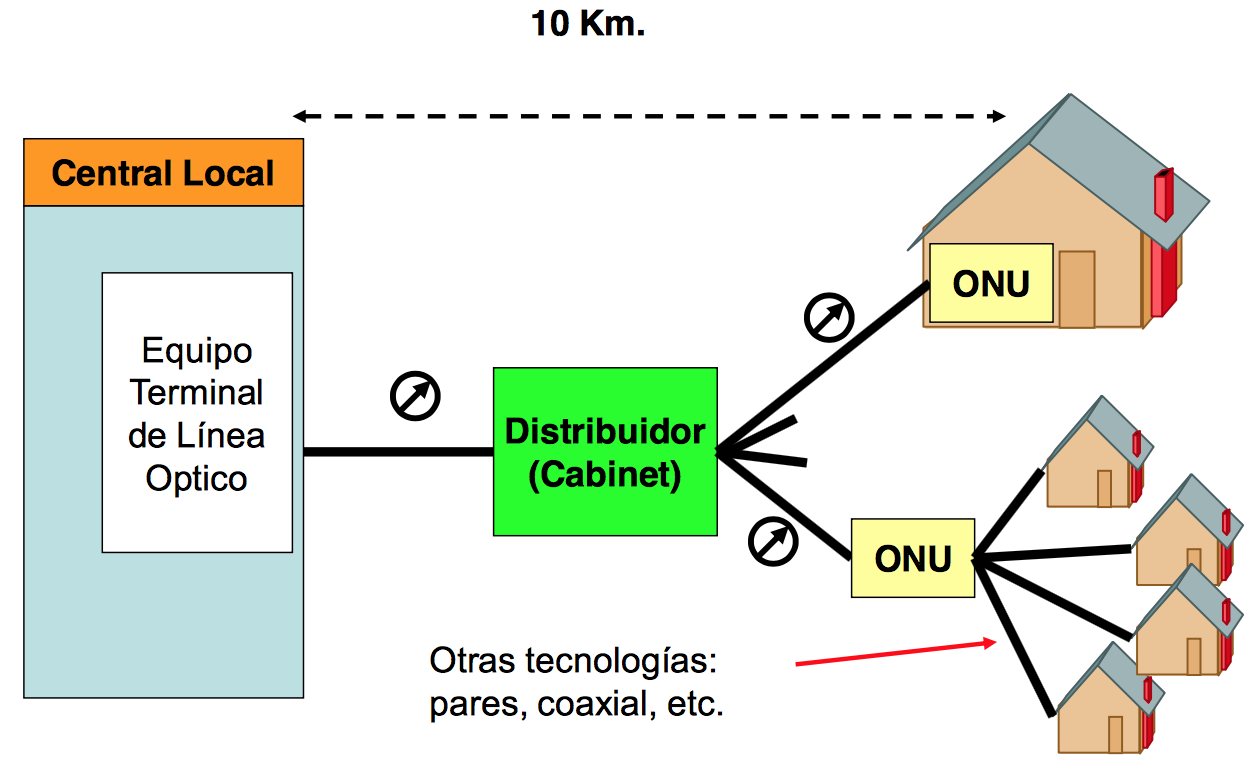 10 Km.
Central Local
Equipo
Terminal
de Línea
Optico
Distribuidor
(Cabinet)
ONU
ONU
Otras tecnologías:
pares, coaxial, etc.